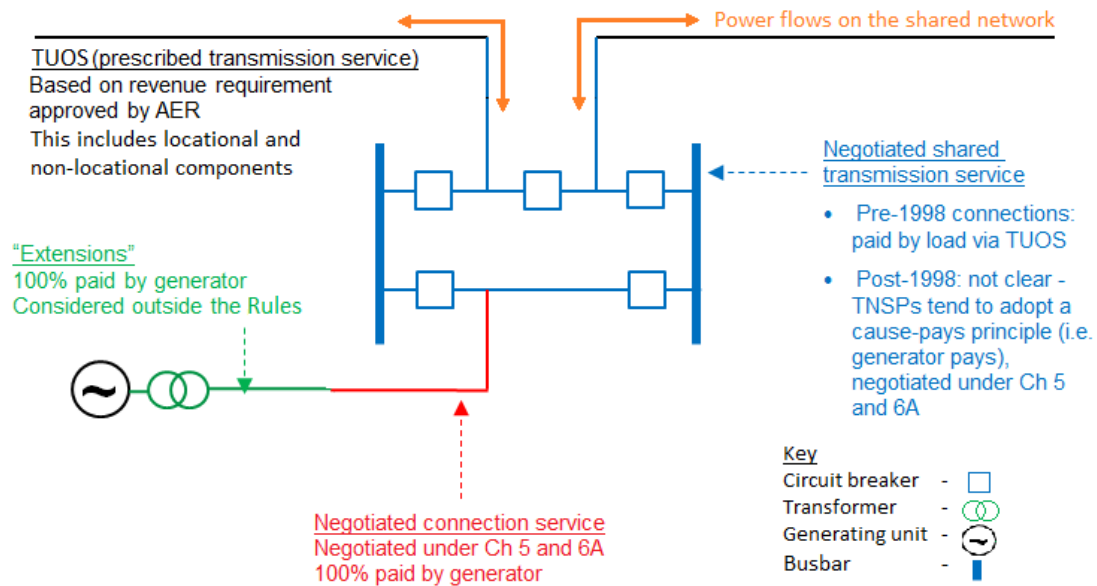 Power flows on the shared network
TUOS (prescribed transmission service)
Based on revenue requirement
approved by AER
This includes locational and
non-locational components
Negotiated shared
transmission service
• Pre-1998 connections:
paid by load via TUOS
• Post-1998: not clear -
TNSPs tend to adopt a
cause-pays principle (i.e.
generator pays),
negotiated under Ch 5
and 6A
"Extensions"
100% paid by generator
Considered outside the Rules
Negotiated connection service
Negotiated under Ch 5 and 6A
100% paid by generator
Key
Circuit breaker -
Transformer -
Generating unit -
Busbar -